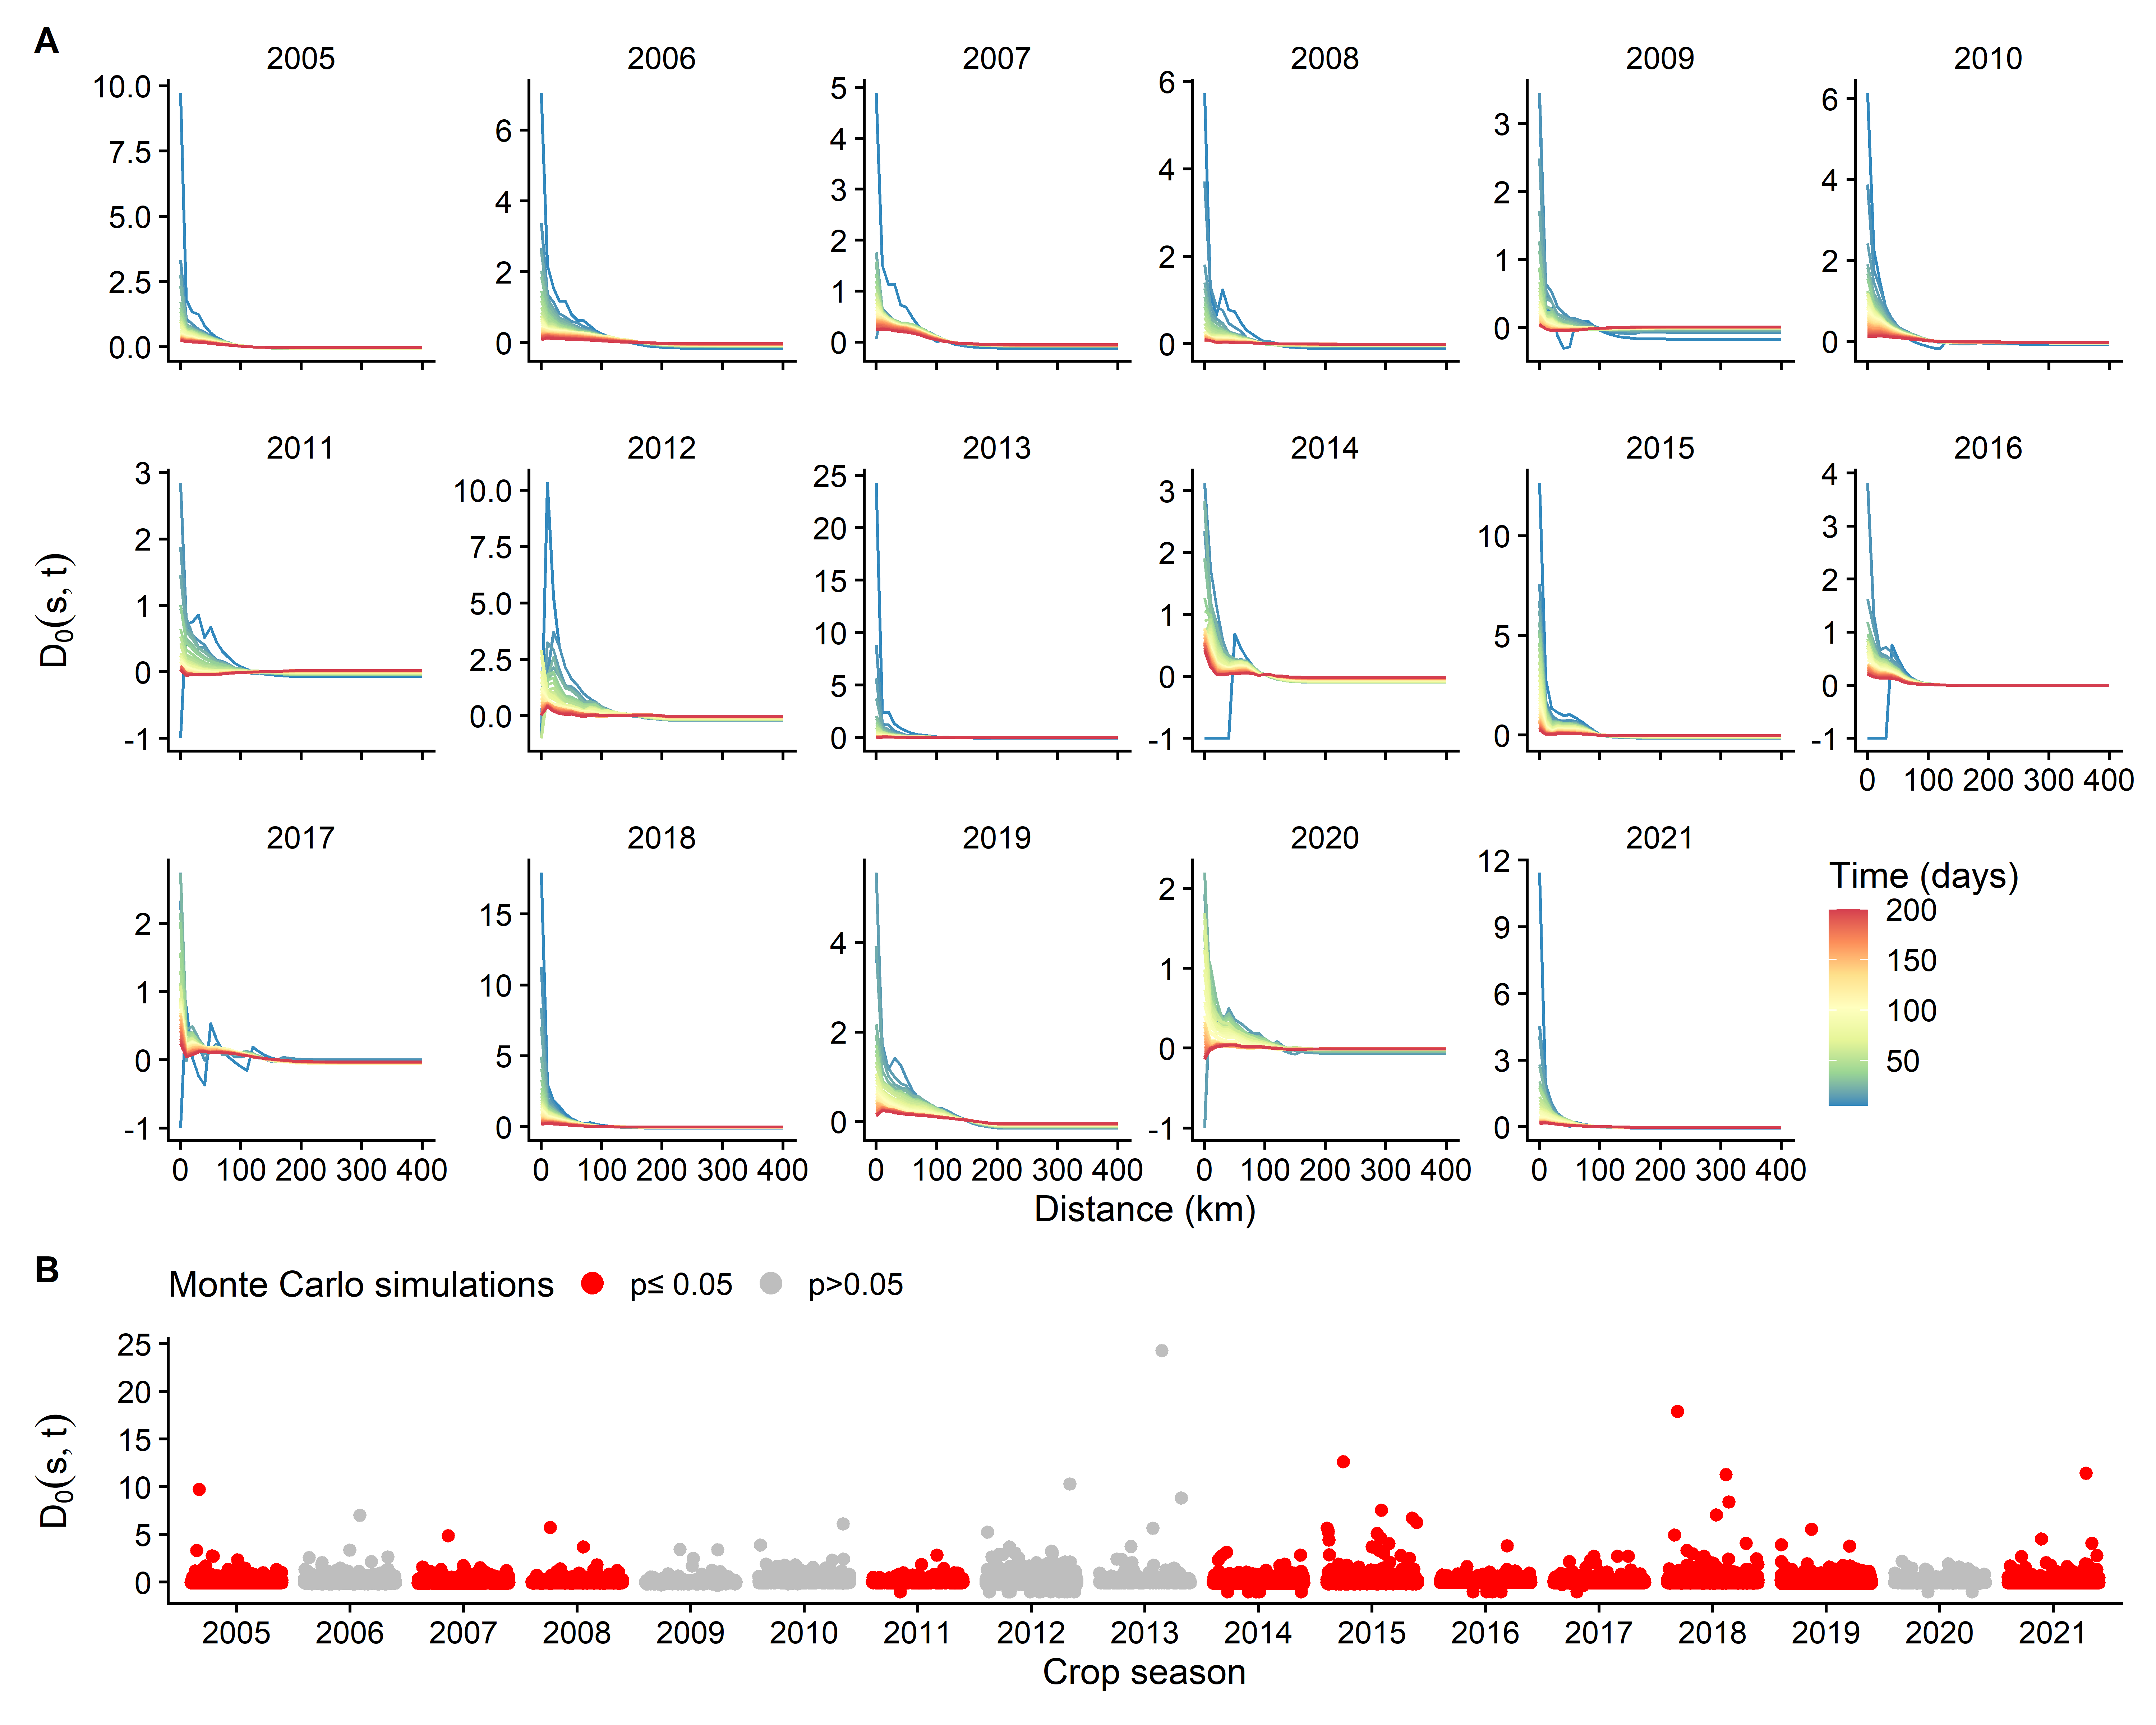 A
2005 2006 2007 2008 2009 2010
10.0 7.5 5.0 2.5 0.0
6 4 2 0
5 4 3 2 1 0
6 4 2 0
3 2 1 0
6 4 2 0
2011 2012 2013 2014 2015 2016
3 2 1 0 -1
10.0 7.5 5.0 2.5 0.0
25 20 15 10 5 0
3 2 1 0 -1
10 5 0
4 3 2 1 0 -1
0 100 200 300 400
D0(s, t)
2017 2018 2019 2020 2021
2 1 0 -1
15 10 5 0
4 2 0
2 1 0 -1
12 9 6 3 0
0 100 200 300 400
0 100 200 300 400
0 100 200 300 400
0 100 200 300 400
0 100 200 300 400
Distance (km)
Time (days)
200
150
100
50
B
Monte Carlo simulations p≤ 0.05 p>0.05
25
20
15
10
5
0
D0(s, t)
2005 2006 2007 2008 2009 2010 2011 2012 2013 2014 2015 2016 2017 2018 2019 2020 2021
Crop season